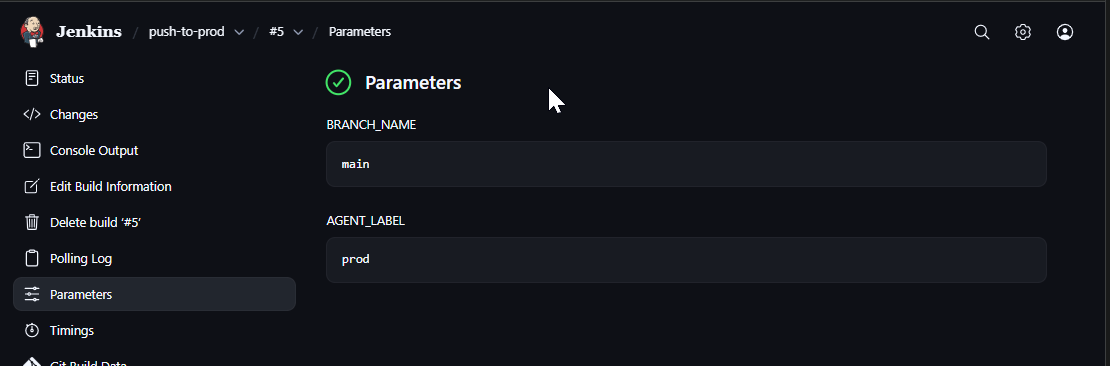 Jenkins / push-to-prod / #5 / Parameters
Status
Changes
Console Output
Edit Build Information
Delete build '#5'
Polling Log
Parameters
Timings
Git Build Data
Parameters
BRANCH_NAME
main
AGENT_LABEL
prod